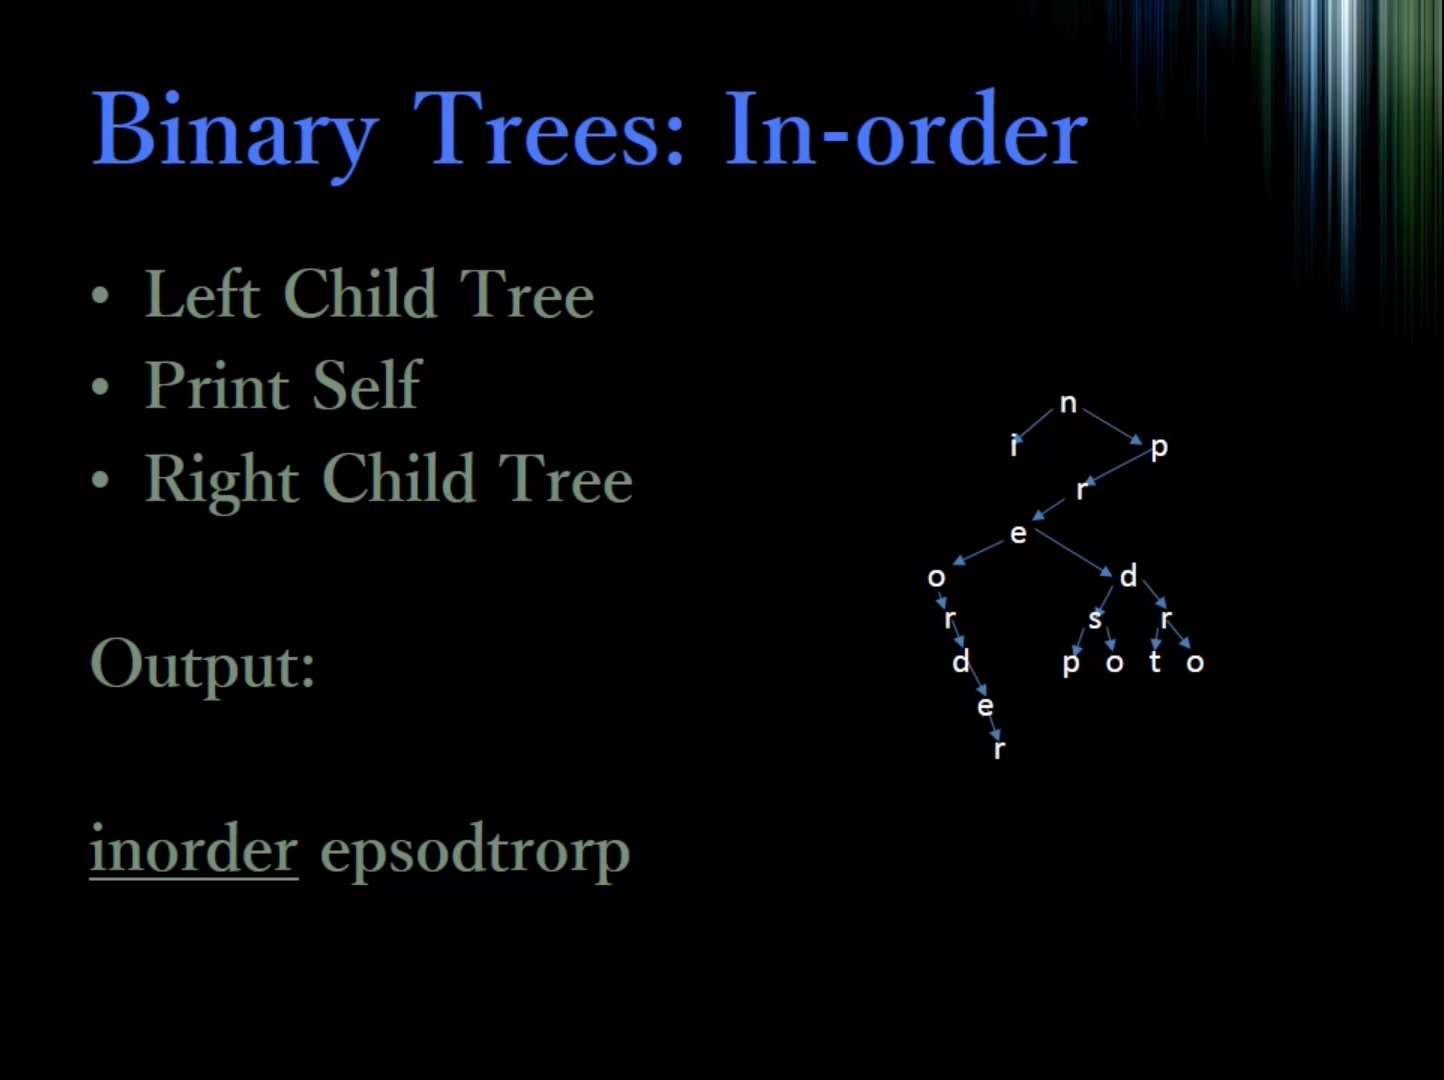 Binary Trees: In-order
• Left Child Tree
• Print Self
• Right Child Tree
Output:
inorder epsodtrorp
n
i p
r
e
o d
r s r
d p o t o
e
r